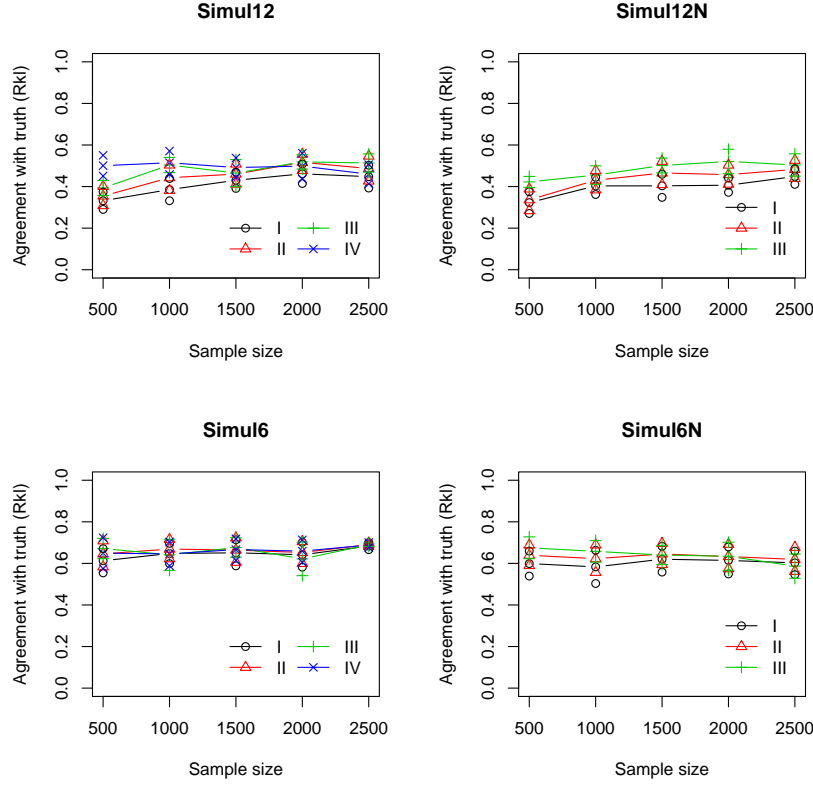 Simul12
Agreement with truth (Rkl)
1.0
0.8
0.6
0.4
0.2
0.0
I III
II IV
500 1000 1500 2000 2500
Sample size
Simul12N
Agreement with truth (Rkl)
1.0
0.8
0.6
0.4
0.2
0.0
I
II
III
500 1000 1500 2000 2500
Sample size
Simul6
Agreement with truth (Rkl)
1.0
0.8
0.6
0.4
0.2
0.0
I III
II IV
500 1000 1500 2000 2500
Sample size
Simul6N
Agreement with truth (Rkl)
1.0
0.8
0.6
0.4
0.2
0.0
I
II
III
500 1000 1500 2000 2500
Sample size